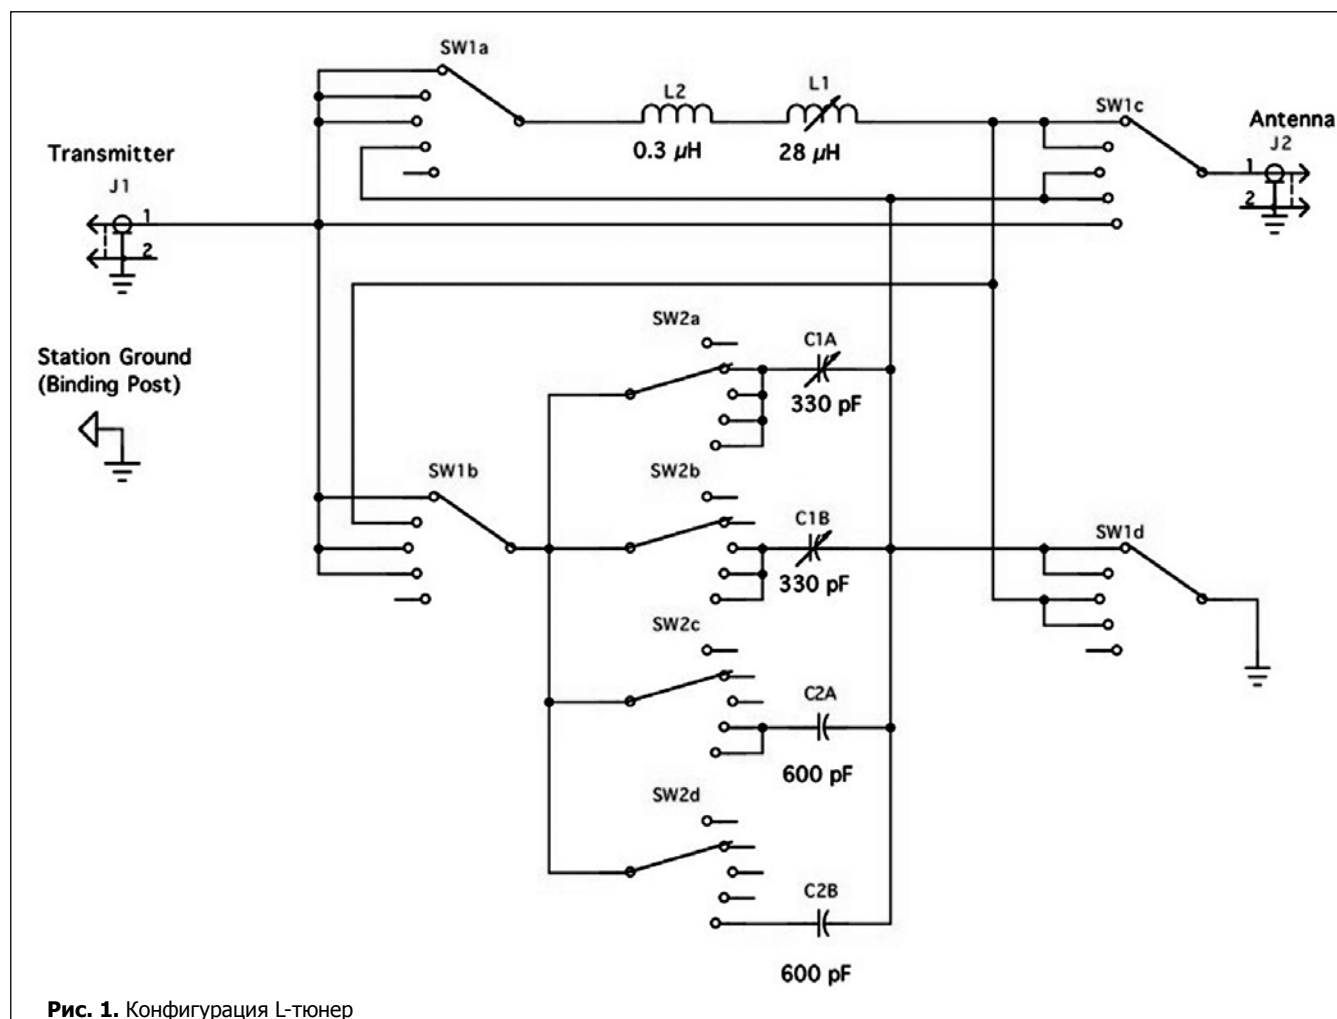 SW1a
L2
L1
0.3 µH
28 µH
SW1c
Antenna
J2
1
2
Transmitter
J1
1
2
Station Ground
(Binding Post)
SW2a
C1A
330 pF
SW1b
SW2b
C1B
330 pF
SW1d
SW2c
C2A
600 pF
SW2d
C2B
600 pF
Рис. 1. Конфигурация L-тюнер